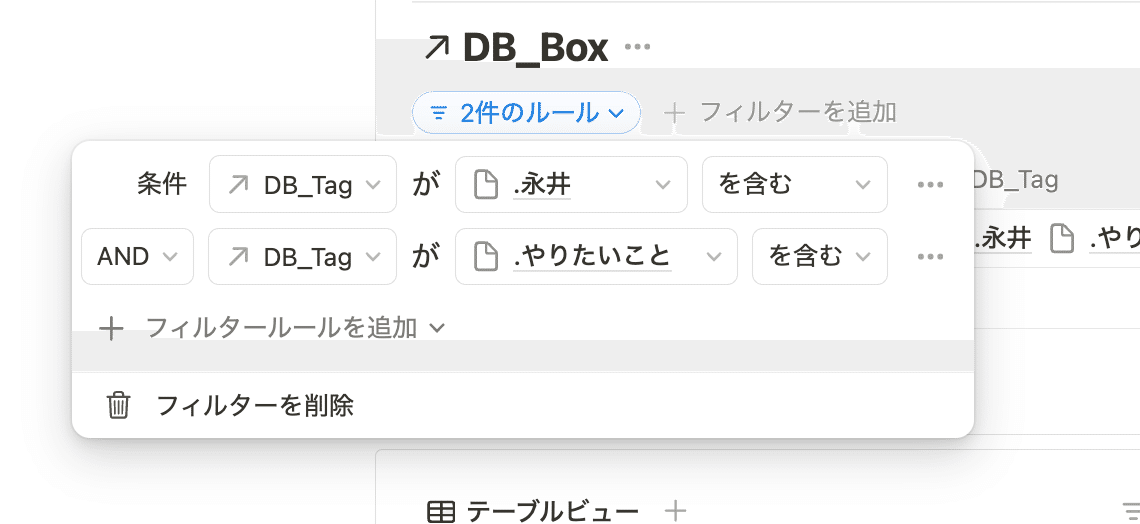 DB_Box
2件のルール フィルターを追加
条件 DB_Tag が .永井 を含む
DB_Tag
AND DB_Tag が .やりたいこと を含む
.永井 .やり
フィルタールールを追加
フィルターを削除
テーブルビュー